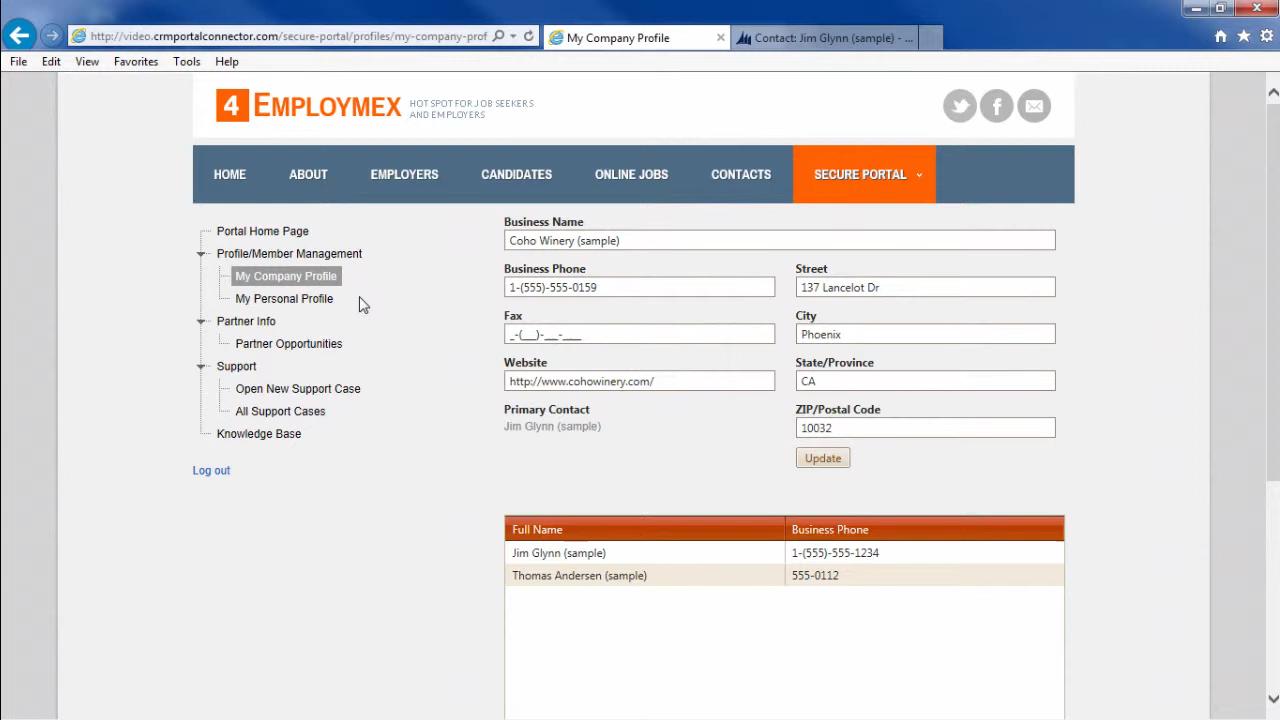 http://video.crmportalconnector.com/secure-portal/profiles/my-company-prof
My Company Profile
Contact: Jim Glynn (sample) - ...
File Edit View Favorites Tools Help
4 EMPLOYMEX
HOT SPOT FOR JOB SEEKERS
AND EMPLOYERS
HOME ABOUT EMPLOYERS CANDIDATES ONLINE JOBS CONTACTS SECURE PORTAL
Portal Home Page
Profile/Member Management
My Company Profile
My Personal Profile
Partner Info
Partner Opportunities
Support
Open New Support Case
All Support Cases
Knowledge Base
Log out
Business Name
Coho Winery (sample)
Business Phone
1-(555)-555-0159
Street
137 Lancelot Dr
Fax
_-(__)-__-___
City
Phoenix
Website
http://www.cohowinery.com/
State/Province
CA
Primary Contact
Jim Glynn (sample)
ZIP/Postal Code
10032
Update
Full Name Business Phone
Jim Glynn (sample) 1-(555)-555-1234
Thomas Andersen (sample) 555-0112